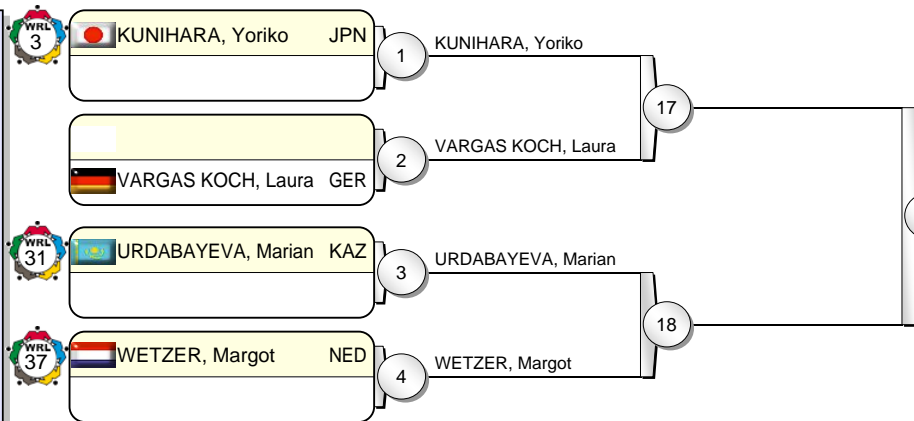 WRL
3
KUNIHARA, Yoriko JPN
1
KUNIHARA, Yoriko
17
2
VARGAS KOCH, Laura
VARGAS KOCH, Laura GER
WRL
31
URDABAYEVA, Marian KAZ
3
URDABAYEVA, Marian
18
WRL
37
WETZER, Margot NED
4
WETZER, Margot